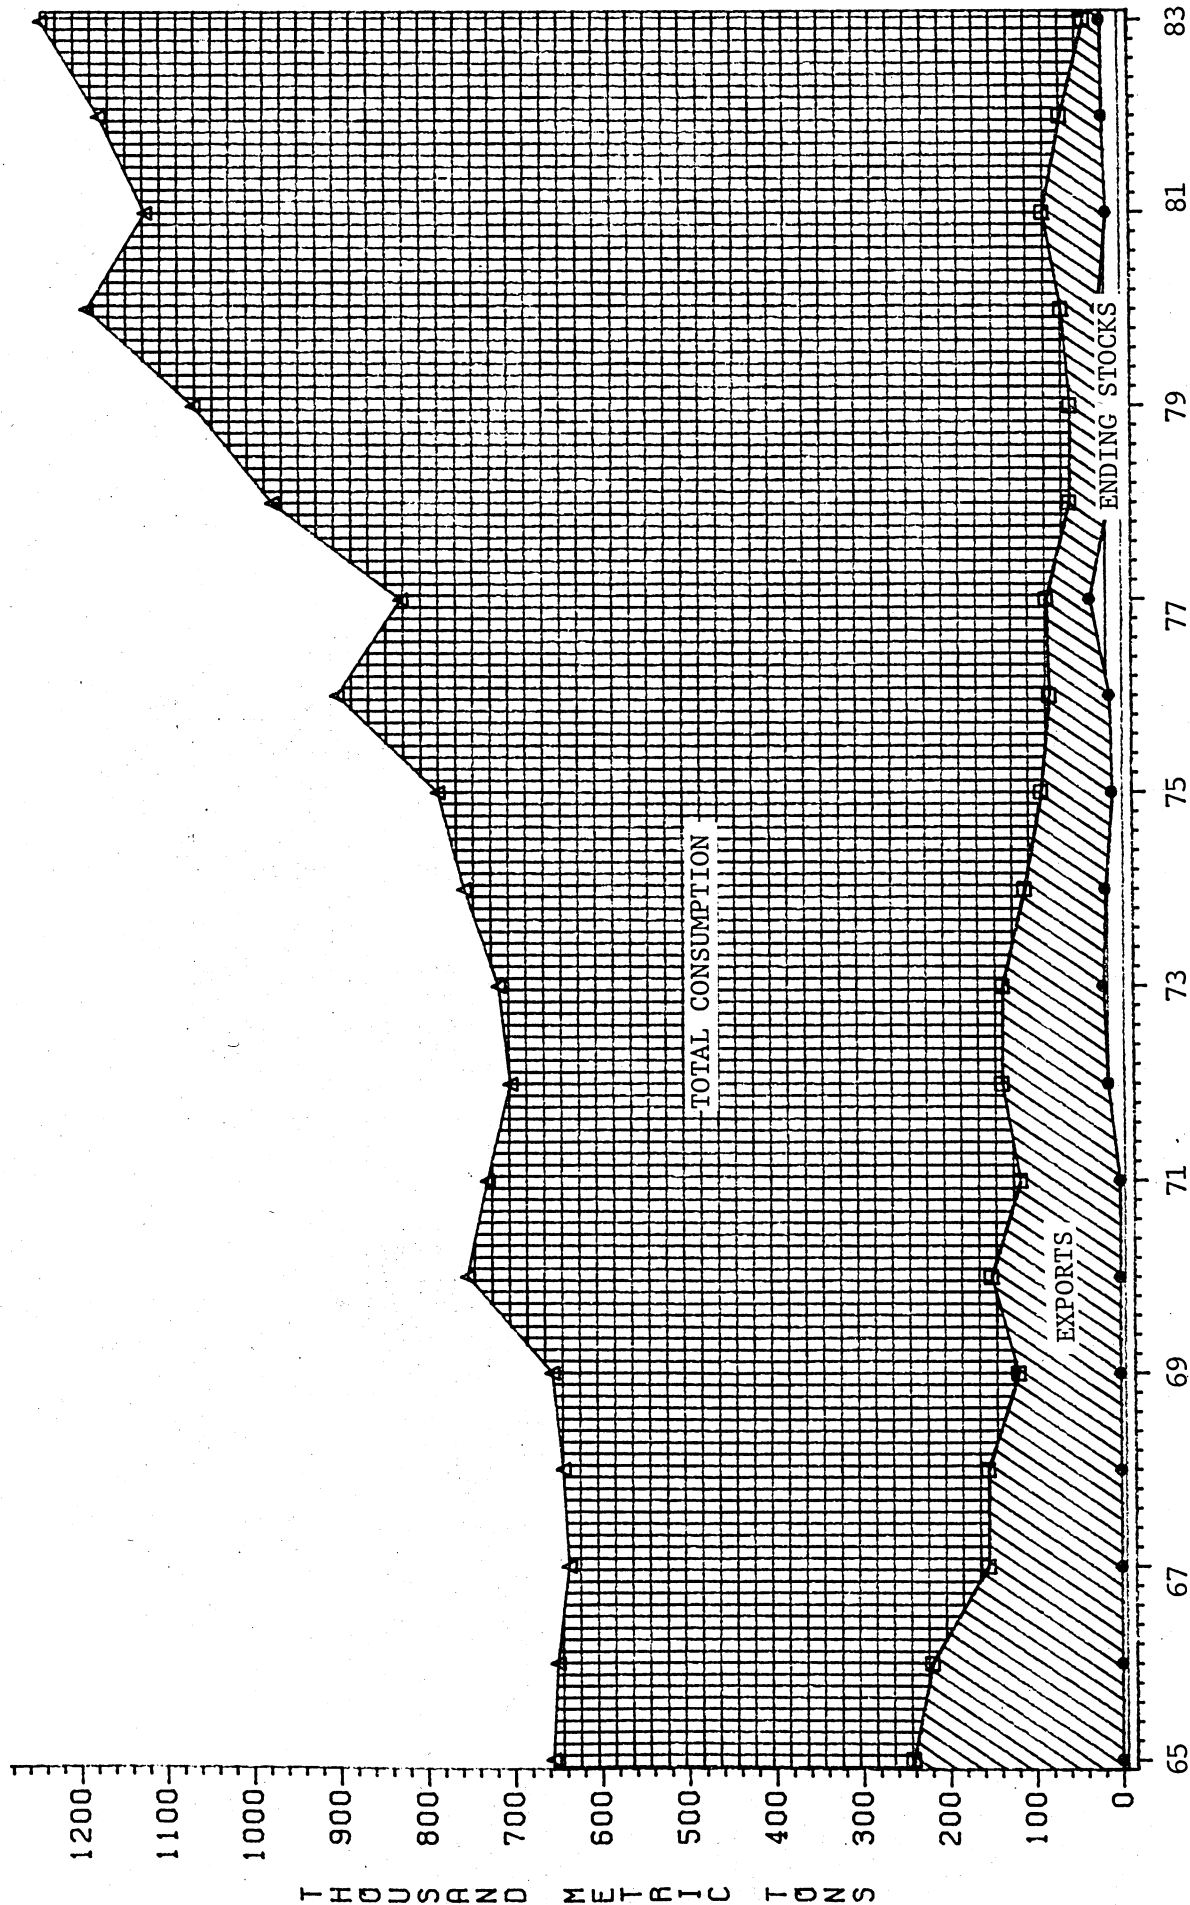 THOUSAND METRIC TONS
1200
1100
1000
900
800
700
600
500
400
300
200
100
0
TOTAL CONSUMPTION
EXPORTS
ENDING STOCKS
65 67 69 71 73 75 77 79 81 83